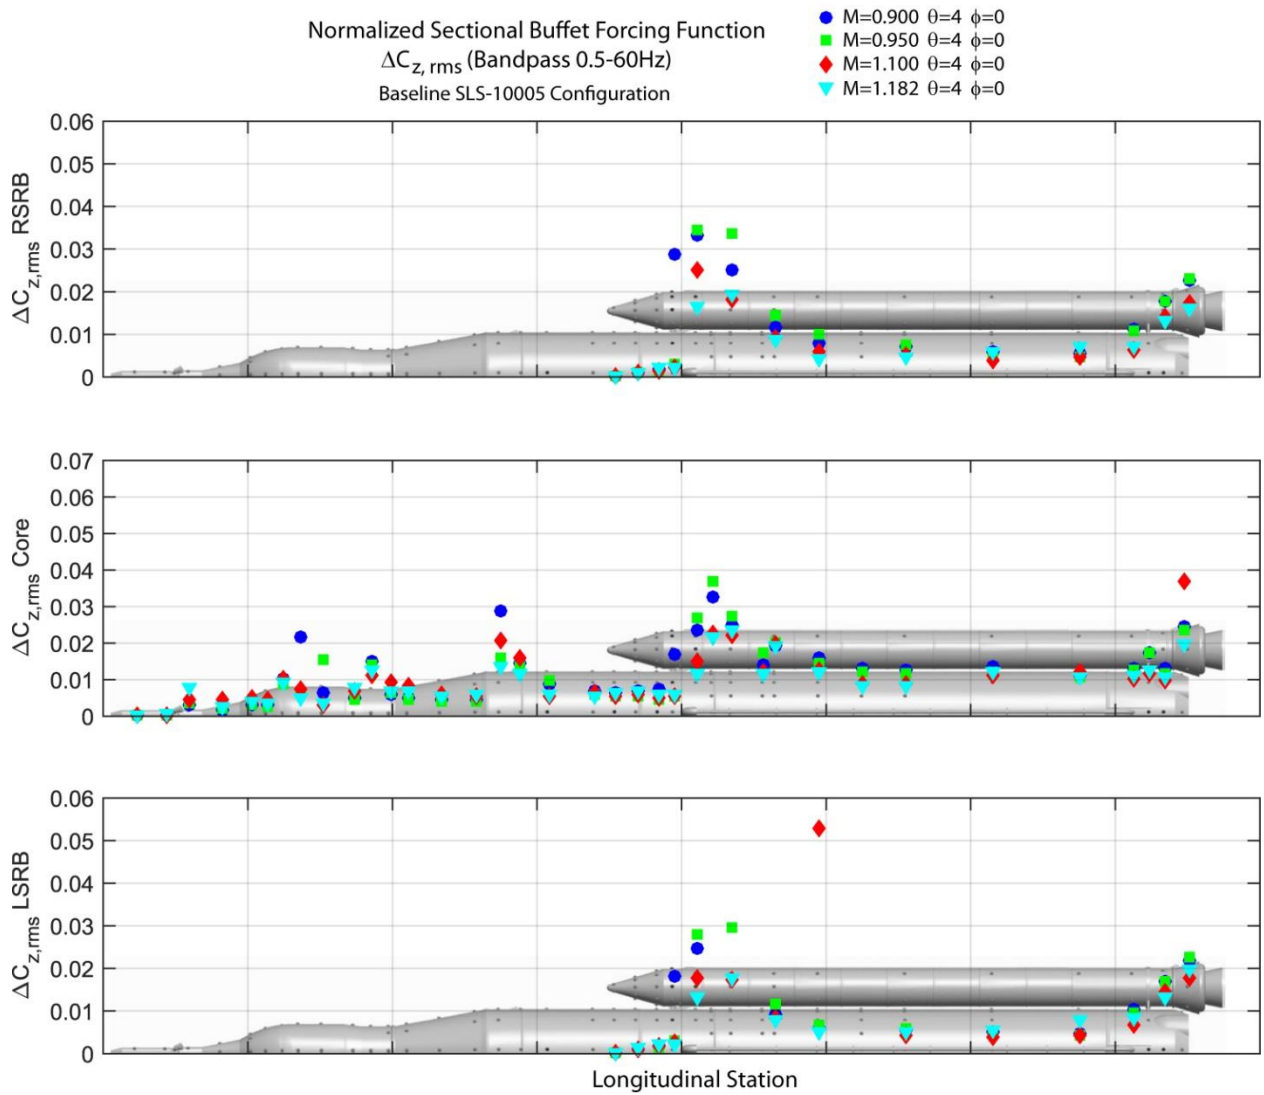 Normalized Sectional Buffet Forcing Function
ΔCz, rms (Bandpass 0.5-60Hz)
Baseline SLS-10005 Configuration
M=0.900 θ=4 ϕ=0
M=0.950 θ=4 ϕ=0
M=1.100 θ=4 ϕ=0
M=1.182 θ=4 ϕ=0
ΔCz,rms RSRB
0.06
0.05
0.04
0.03
0.02
0.01
0
ΔCz,rms Core
0.07
0.06
0.05
0.04
0.03
0.02
0.01
0
ΔCz,rms LSRB
0.06
0.05
0.04
0.03
0.02
0.01
0
Longitudinal Station